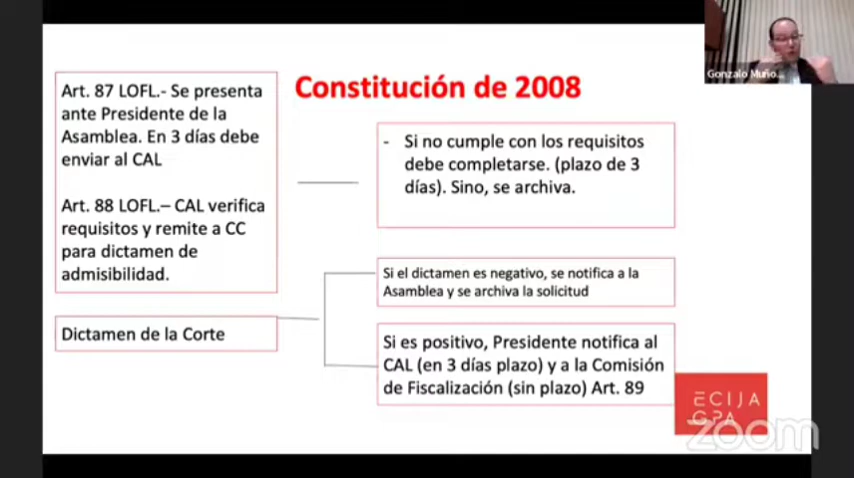 Gonzalo Muño...
Constitución de 2008
Art. 87 LOFL.- Se presenta
ante Presidente de la
Asamblea. En 3 días debe
enviar al CAL
Art. 88 LOFL.– CAL verifica
requisitos y remite a CC
para dictamen de
admisibilidad.
- Si no cumple con los requisitos
debe completarse. (plazo de 3
días). Sino, se archiva.
Dictamen de la Corte
Si el dictamen es negativo, se notifica a la
Asamblea y se archiva la solicitud
Si es positivo, Presidente notifica al
CAL (en 3 días plazo) y a la Comisión
de Fiscalización (sin plazo) Art. 89
ECIJA
GPA
zoom